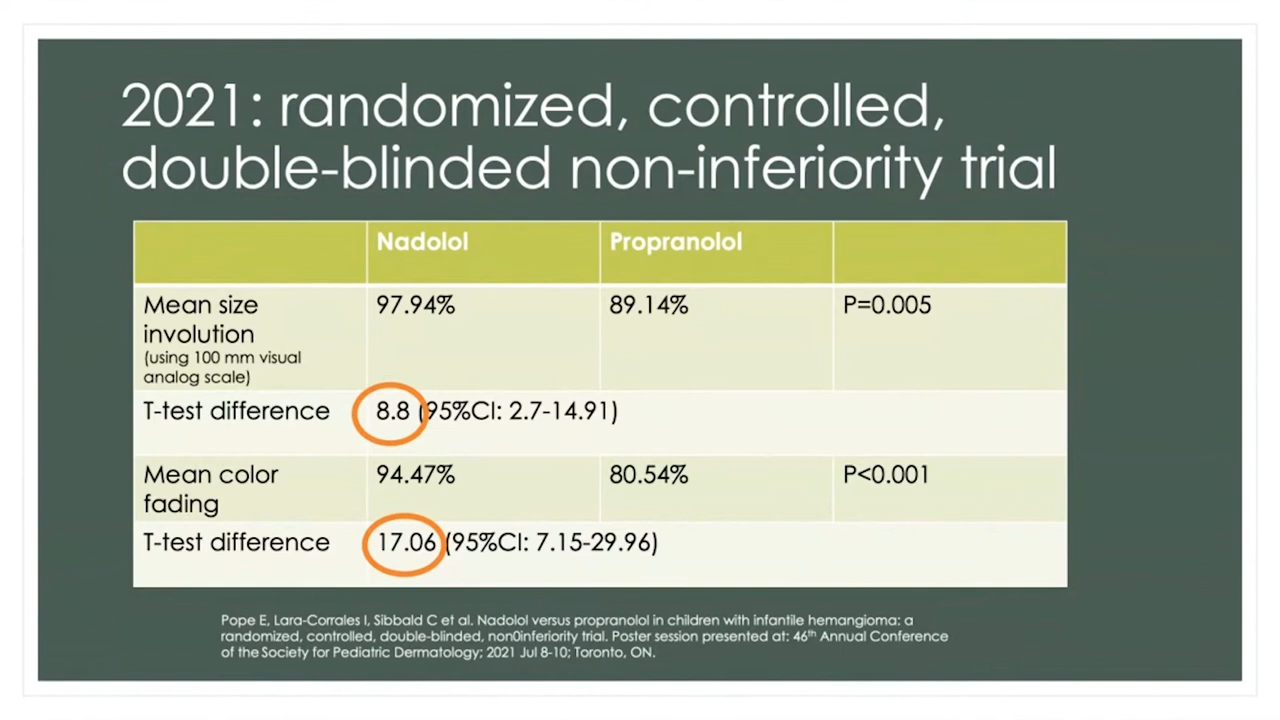 2021: randomized, controlled,
double-blinded non-inferiority trial
Nadolol Propranolol
Mean size 97.94% 89.14% P=0.005
involution
(using 100 mm visual
analog scale)
T-test difference 8.8 (95%CI: 2.7-14.91)
Mean color 94.47% 80.54% P<0.001
fading
T-test difference 17.06 (95%CI: 7.15-29.96)
Pope E, Lara-Corrales I, Sibbald C et al. Nadolol versus propranolol in children with infantile hemangioma: a
randomized, controlled, double-blinded, non0inferiority trial. Poster session presented at: 46th Annual Conference
of the Society for Pediatric Dermatology; 2021 Jul 8-10; Toronto, ON.